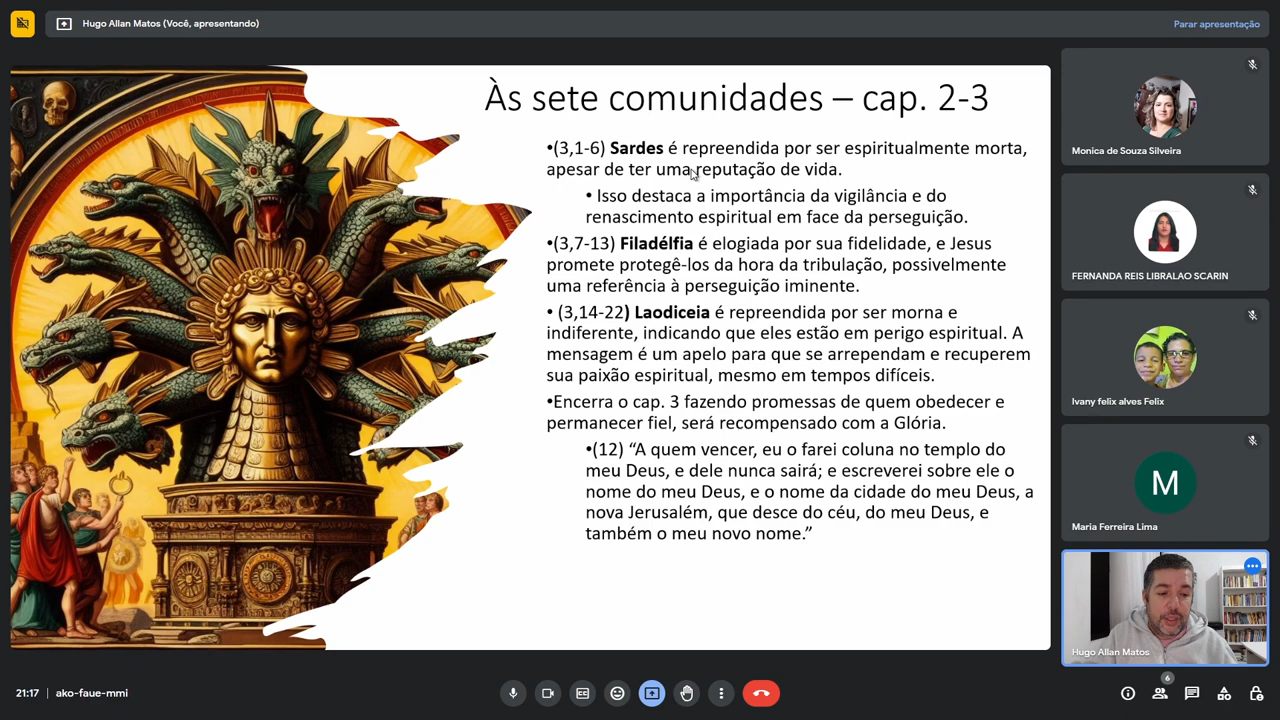 Hugo Allan Matos (Você, apresentando)
Parar apresentação
Às sete comunidades – cap. 2-3
•(3,1-6) Sardes é repreendida por ser espiritualmente morta,
apesar de ter uma reputação de vida.
• Isso destaca a importância da vigilância e do
renascimento espiritual em face da perseguição.
•(3,7-13) Filadélfia é elogiada por sua fidelidade, e Jesus
promete protegê-los da hora da tribulação, possivelmente
uma referência à perseguição iminente.
• (3,14-22) Laodiceia é repreendida por ser morna e
indiferente, indicando que eles estão em perigo espiritual. A
mensagem é um apelo para que se arrependam e recuperem
sua paixão espiritual, mesmo em tempos difíceis.
•Encerra o cap. 3 fazendo promessas de quem obedecer e
permanecer fiel, será recompensado com a Glória.
•(12) “A quem vencer, eu o farei coluna no templo do
meu Deus, e dele nunca sairá; e escreverei sobre ele o
nome do meu Deus, e o nome da cidade do meu Deus, a
nova Jerusalém, que desce do céu, do meu Deus, e
também o meu novo nome.”
Monica de Souza Silveira
FERNANDA REIS LIBRALAO SCARIN
Ivany felix alves Felix
M
Maria Ferreira Lima
Hugo Allan Matos
21:17 | ako-faue-mmi
6